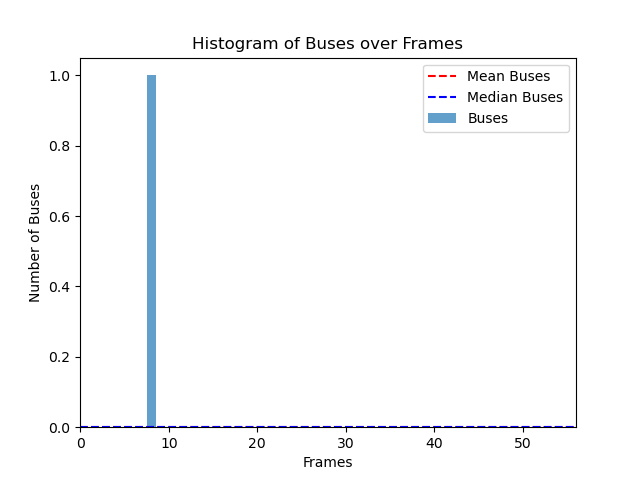 Histogram of Buses over Frames
Mean Buses
Median Buses
Buses
Number of Buses
1.0
0.8
0.6
0.4
0.2
0.0
0 10 20 30 40 50
Frames